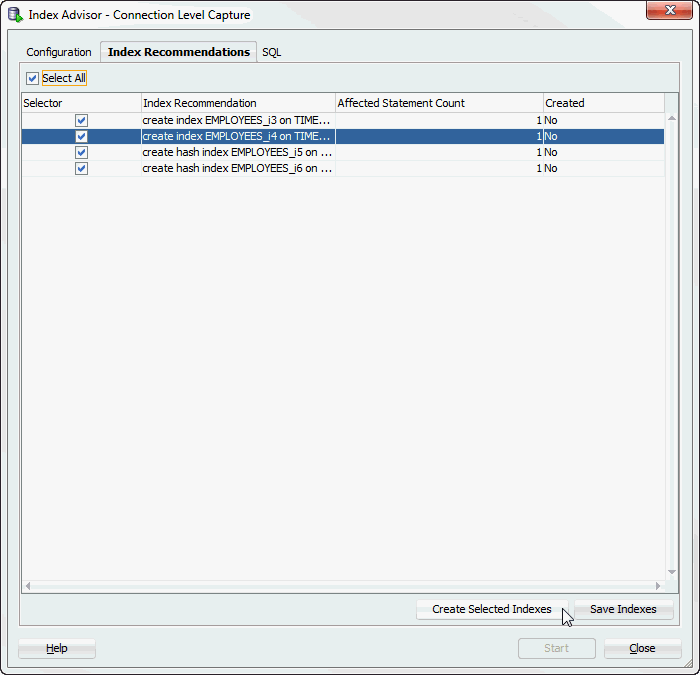 Index Advisor - Connection Level Capture
Configuration Index Recommendations SQL
Select All
Selector Index Recommendation Affected Statement Count Created
create index EMPLOYEES_i3 on TIME... 1 No
create index EMPLOYEES_i4 on TIME... 1 No
create hash index EMPLOYEES_i5 on ... 1 No
create hash index EMPLOYEES_i6 on ... 1 No
Create Selected Indexes Save Indexes
Help Start Close